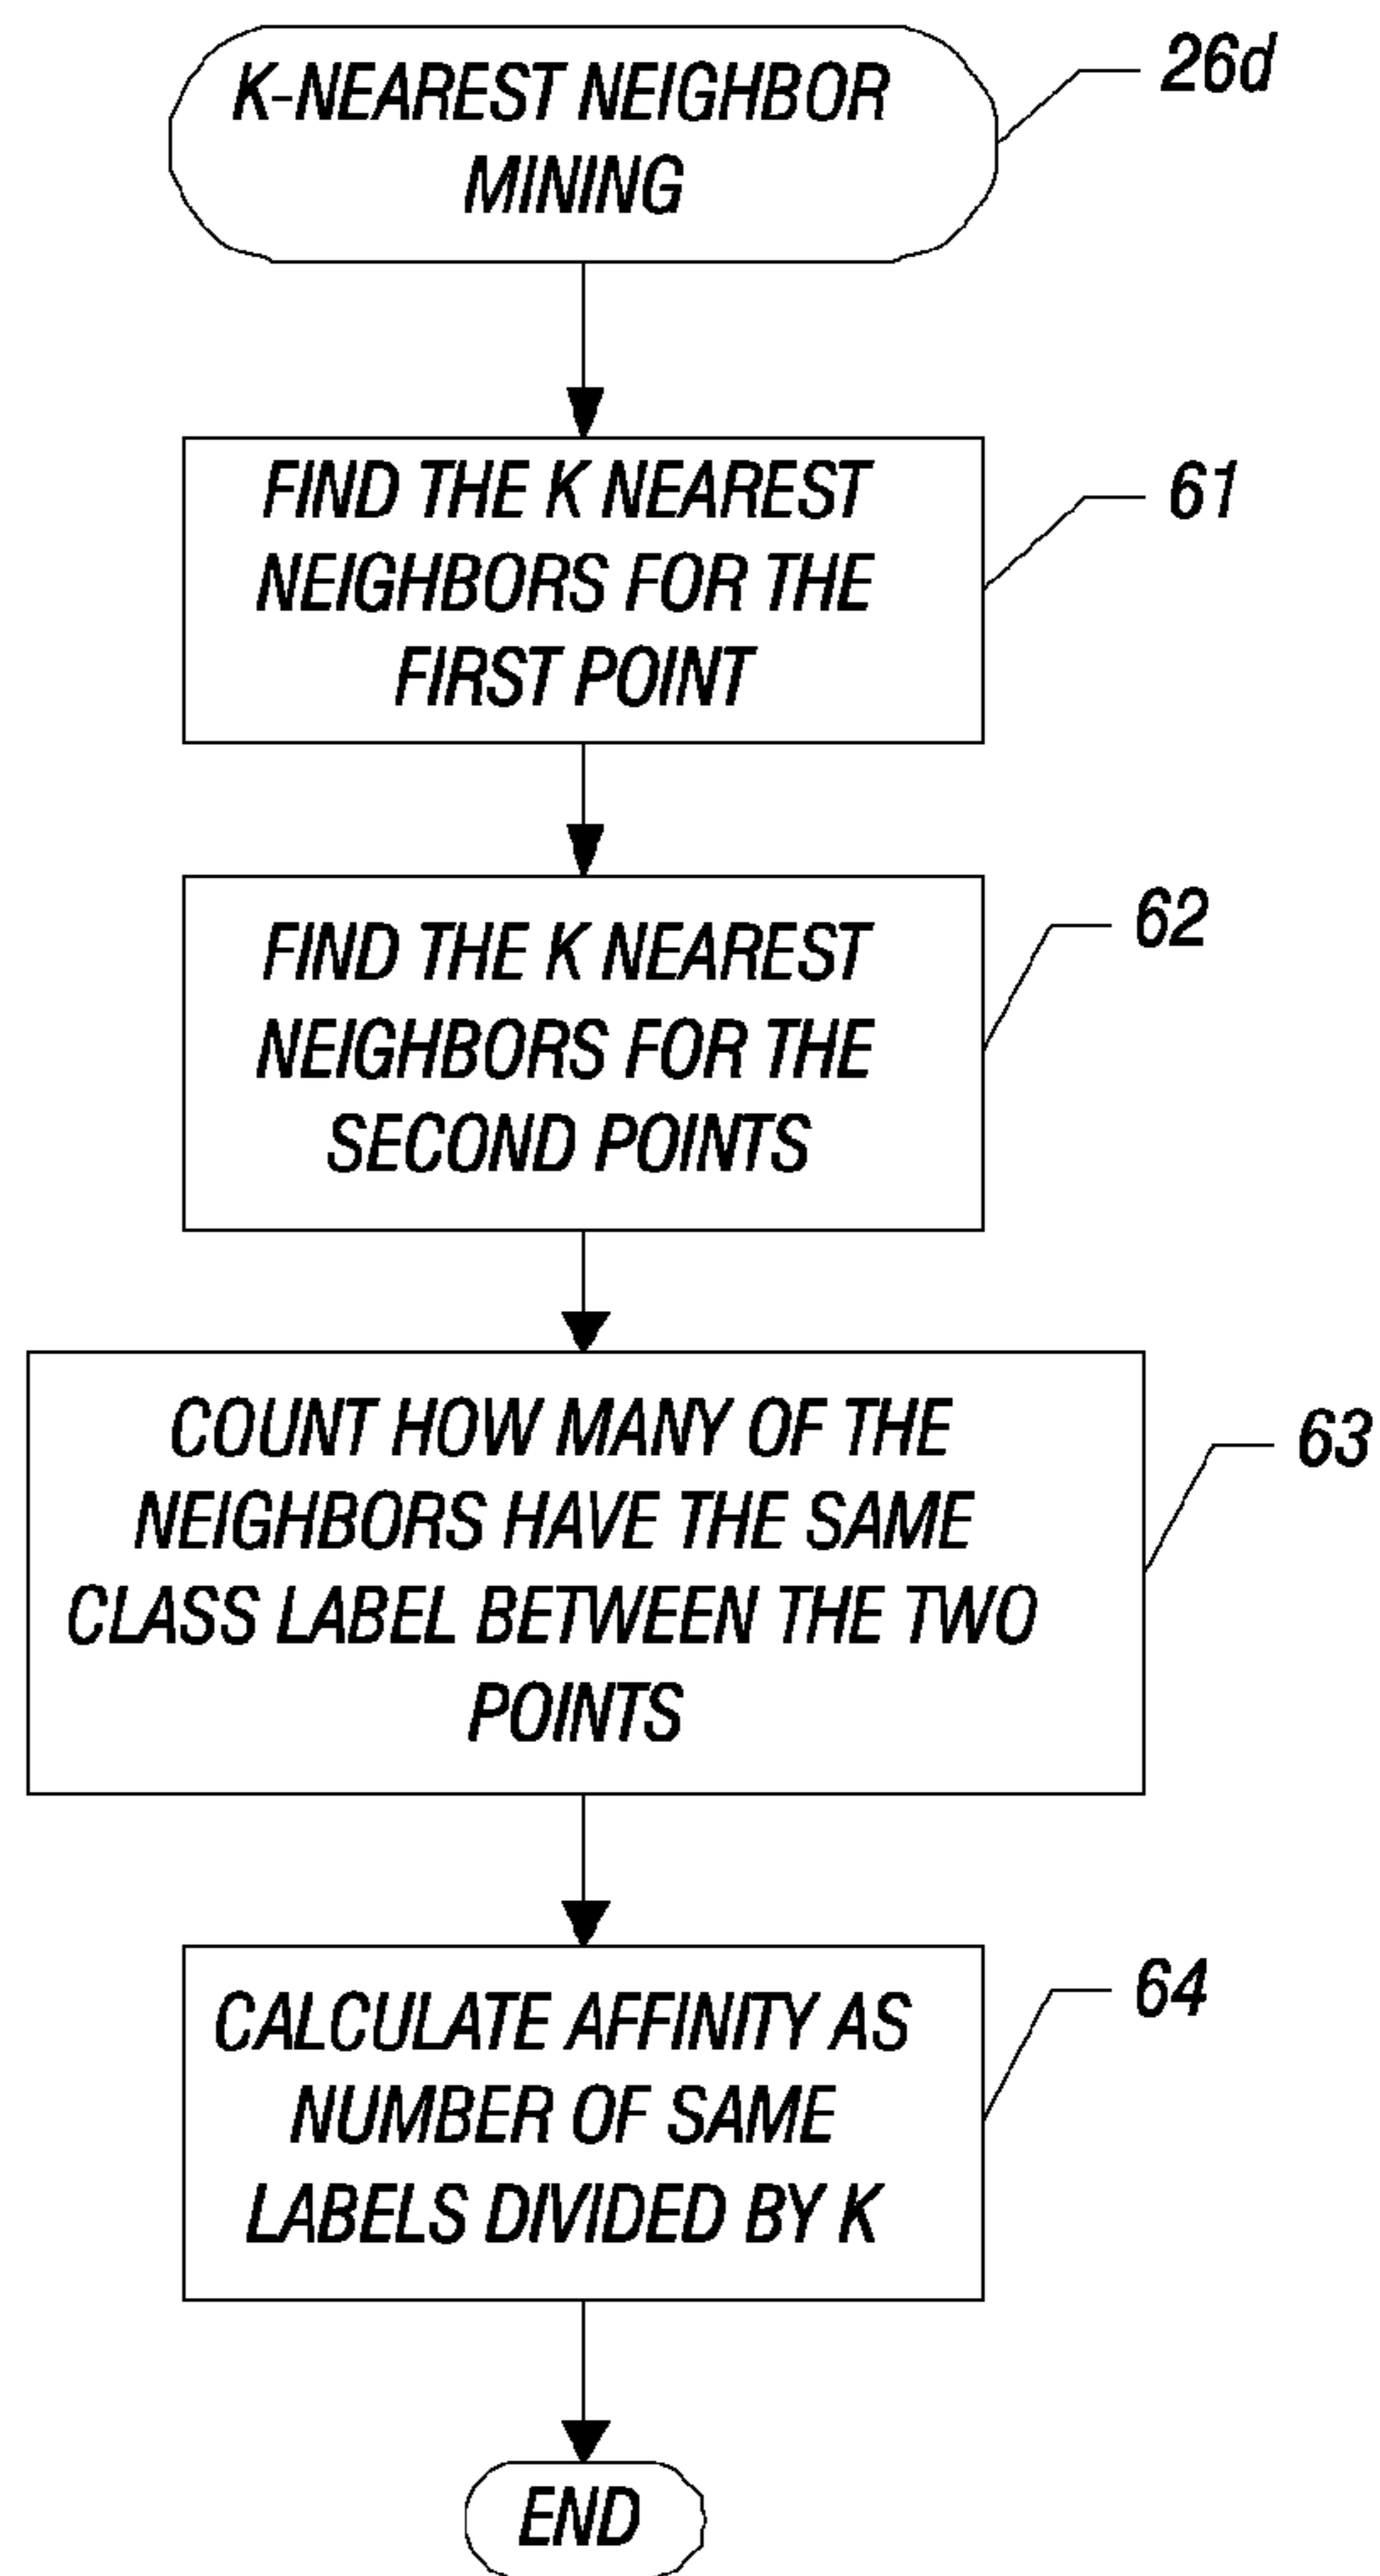 K-NEAREST NEIGHBOR
MINING
26d
FIND THE K NEAREST
NEIGHBORS FOR THE
FIRST POINT
61
FIND THE K NEAREST
NEIGHBORS FOR THE
SECOND POINTS
62
COUNT HOW MANY OF THE
NEIGHBORS HAVE THE SAME
CLASS LABEL BETWEEN THE TWO
POINTS
63
CALCULATE AFFINITY AS
NUMBER OF SAME
LABELS DIVIDED BY K
64
END